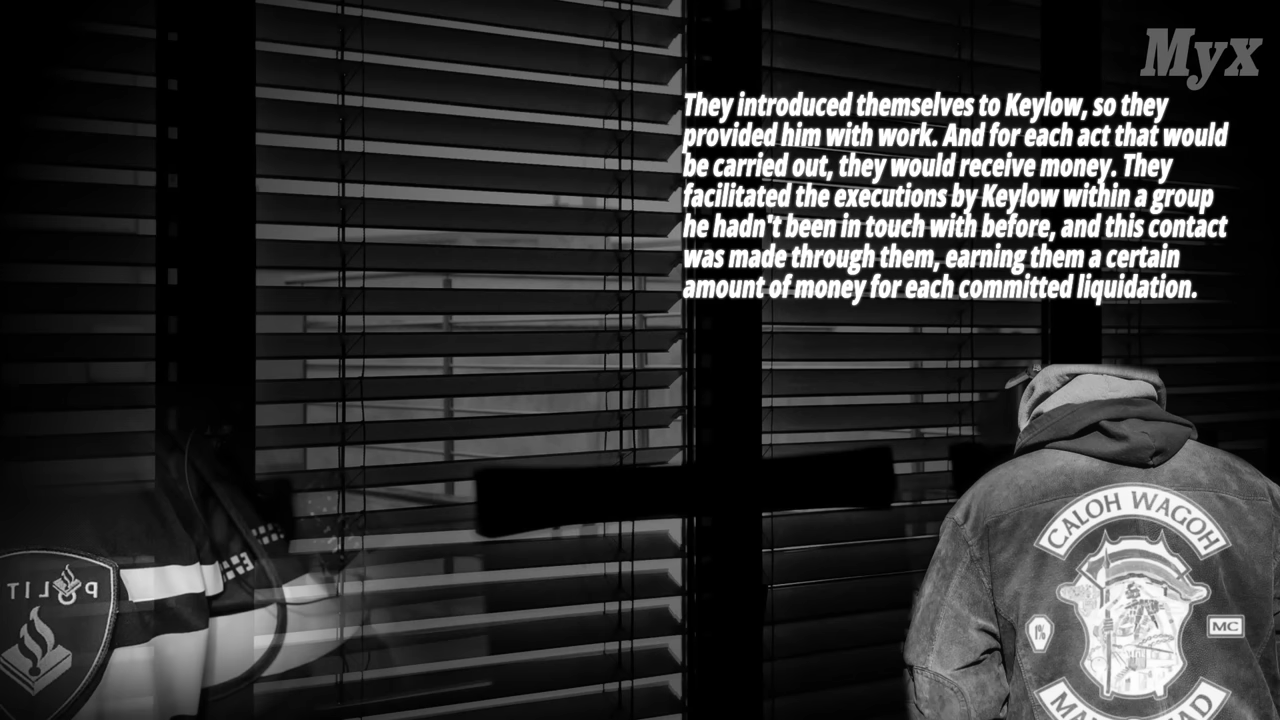 Myx
They introduced themselves to Keylow, so they
provided him with work. And for each act that would
be carried out, they would receive money. They
facilitated the executions by Keylow within a group
he hadn't been in touch with before, and this contact
was made through them, earning them a certain
amount of money for each committed liquidation.
CALOH WAGOH
1%
MC